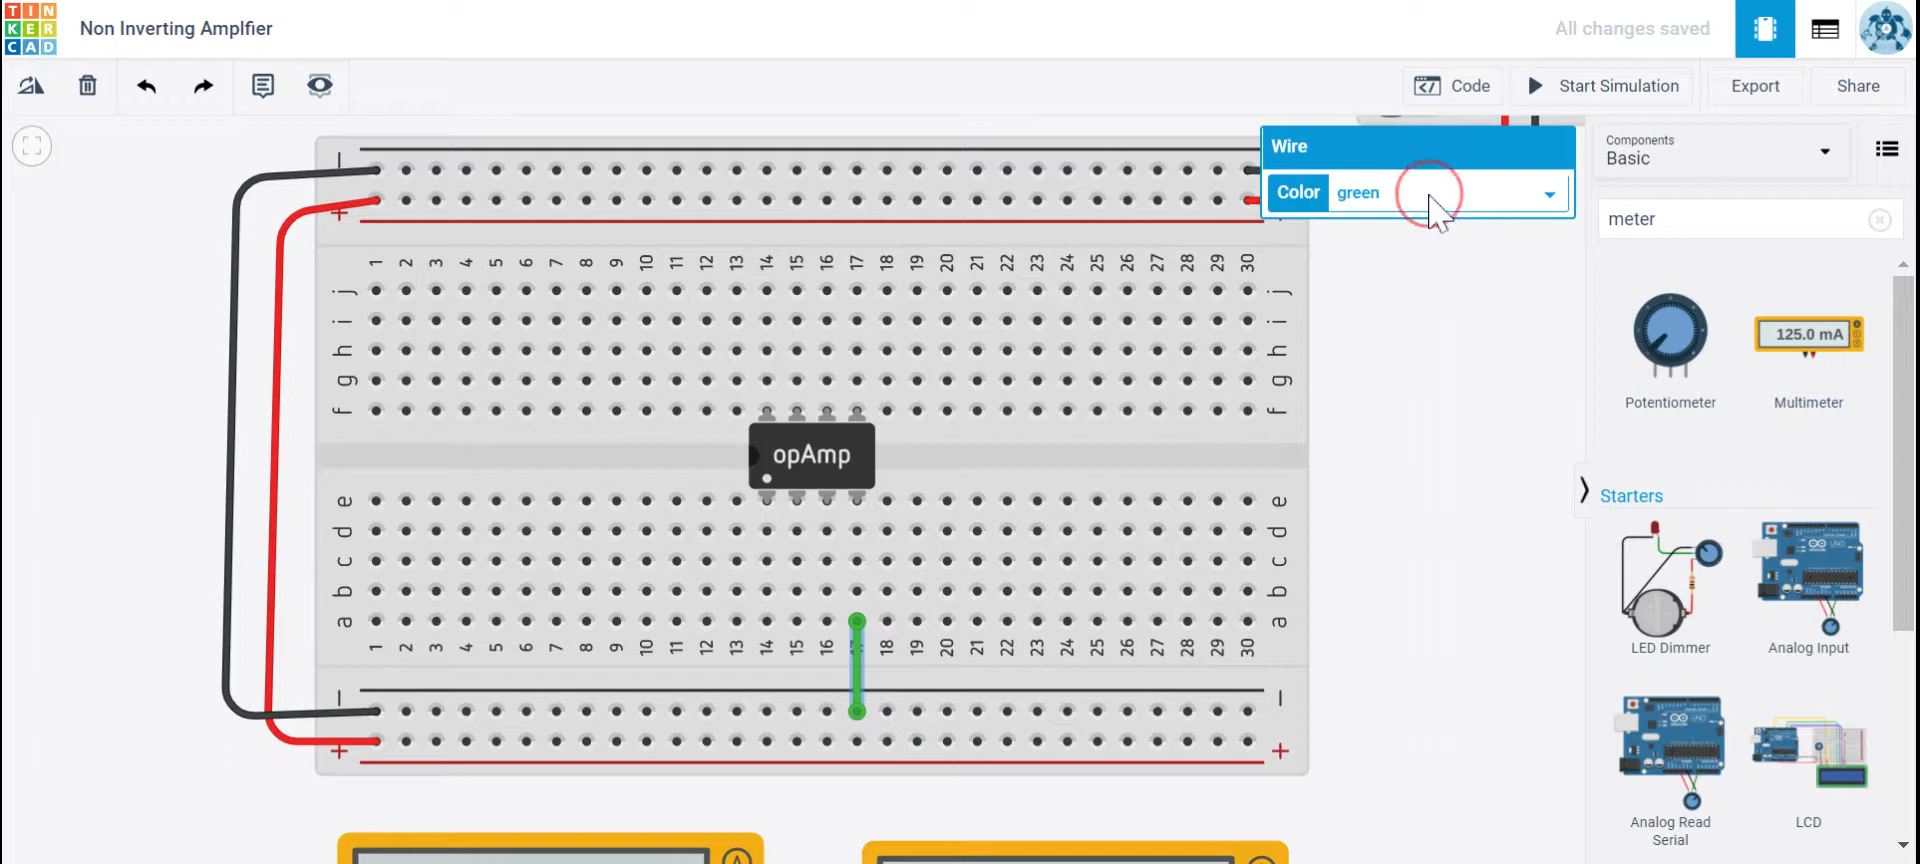 TIN
KER
CAD
Non Inverting Amplfier
All changes saved
Code
Start Simulation
Export
Share
Wire
Color green
Components
Basic
meter
125.0 mA
Potentiometer
Multimeter
Starters
LED Dimmer
Analog Input
Analog Read
Serial
LCD
1 2 3 4 5 6 7 8 9 10 11 12 13 14 15 16 17 18 19 20 21 22 23 24 25 26 27 28 29 30
j j
i i
h h
g g
f f
opAmp
e e
d d
c c
b b
a a
1 2 3 4 5 6 7 8 9 10 11 12 13 14 15 16 18 19 20 21 22 23 24 25 26 27 28 29 30
A